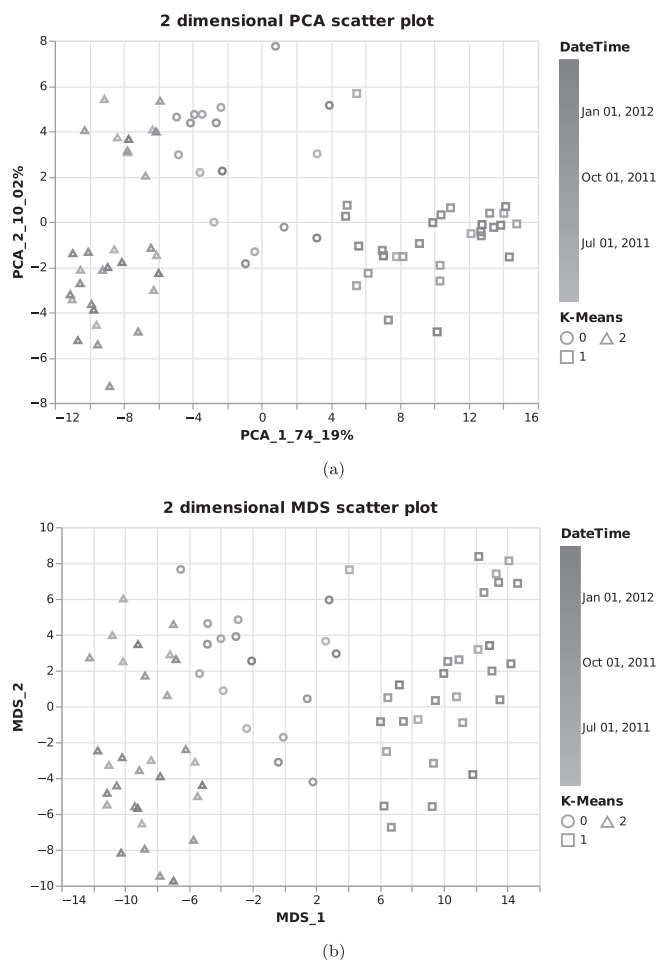 2 dimensional PCA scatter plot
8
6
4
2
0
−2
−4
−6
−8
PCA_2_10_02%
−12 −8 −4 0 4 8 12 16
PCA_1_74_19%
DateTime
Jan 01, 2012
Oct 01, 2011
Jul 01, 2011
K-Means
0 2
1
(a)
2 dimensional MDS scatter plot
10
8
6
4
2
0
−2
−4
−6
−8
−10
MDS_2
−14 −10 −6 −2 2 6 10 14
MDS_1
DateTime
Jan 01, 2012
Oct 01, 2011
Jul 01, 2011
K-Means
0 2
1
(b)